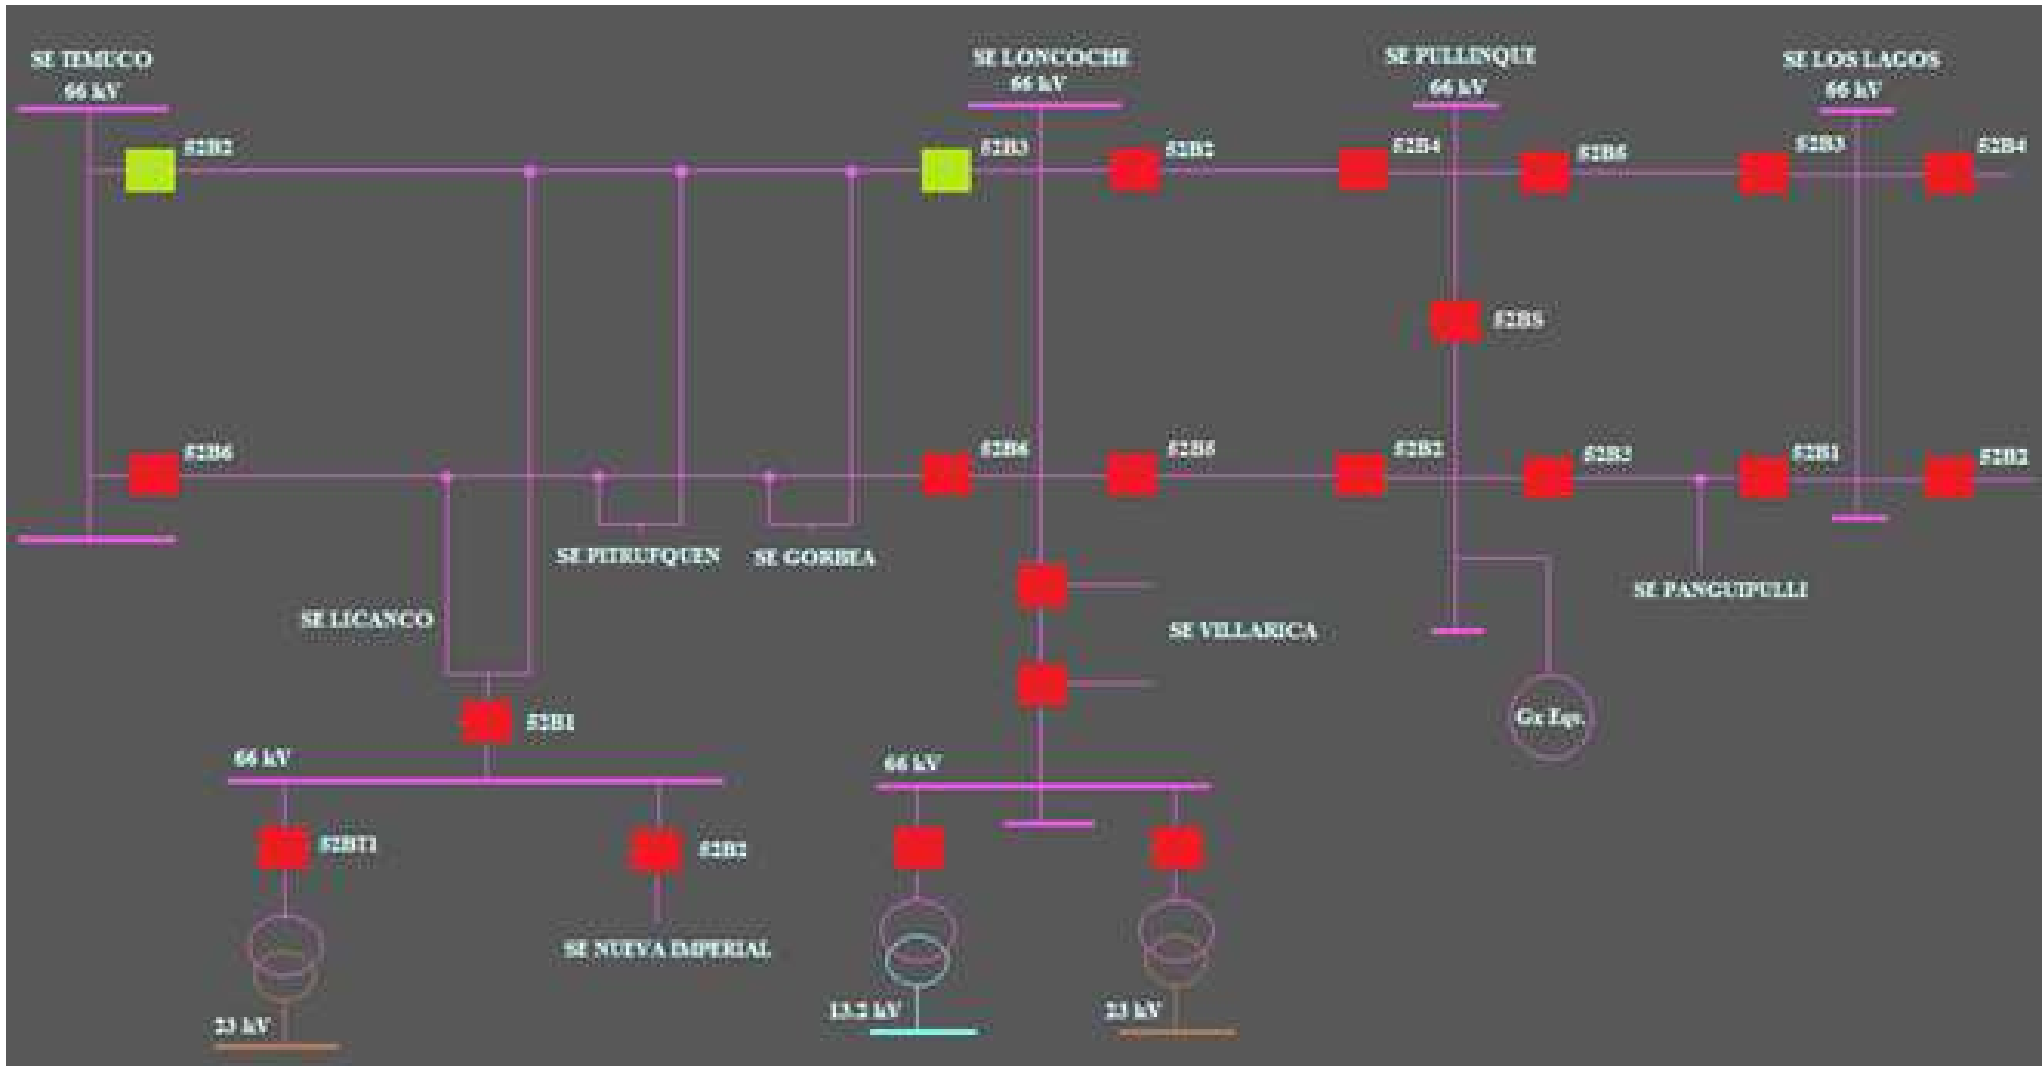 SE TEMUCO
66 kV
SE LONCOCHE
66 kV
SE PULLINQUE
66 kV
SE LOS LAGOS
66 kV
52B2
52B3
52B2
52B4
52B5
52B3
52B4
52BS
52B6
52B6
52B5
52B2
52B3
52B1
52B2
SE PITRUFQUEN
SE GORBEA
SE LICANCO
SE VILLARICA
SE PANGUIPULLI
52B1
Gx Eqv.
66 kV
66 kV
52BT1
52B2
SE NUEVA IMPERIAL
23 kV
13.2 kV
23 kV